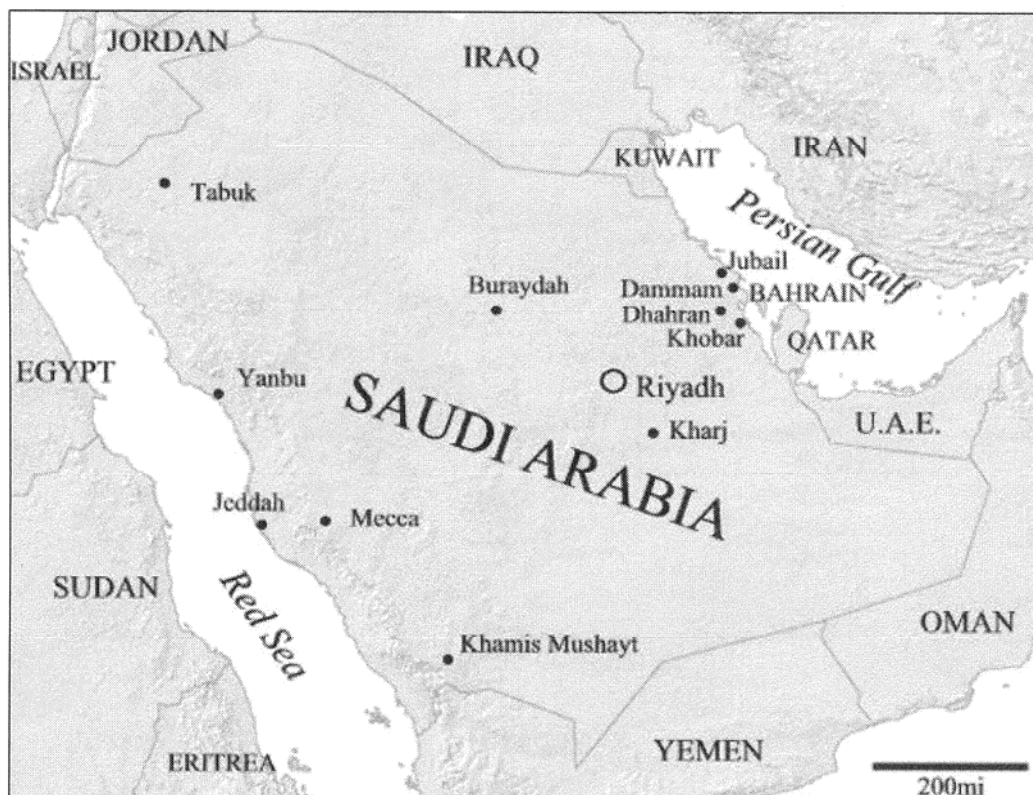 JORDAN
ISRAEL
IRAQ
KUWAIT
IRAN
Tabuk
Persian Gulf
Jubail
Buraydah
Dammam
BAHRAIN
Dhahran
Khobar
QATAR
EGYPT
Yanbu
Riyadh
SAUDI ARABIA
U.A.E.
Kharj
Jeddah
Mecca
SUDAN
Red Sea
OMAN
Khamis Mushayt
YEMEN
ERITREA
200mi